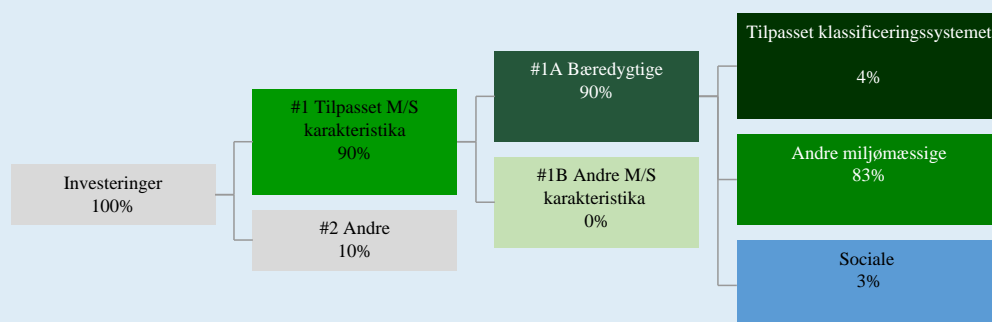 Investeringer
100%
#1 Tilpasset M/S
karakteristika
90%
#2 Andre
10%
#1A Bæredygtige
90%
#1B Andre M/S
karakteristika
0%
Tilpasset klassificeringssystemet
4%
Andre miljømæssige
83%
Sociale
3%